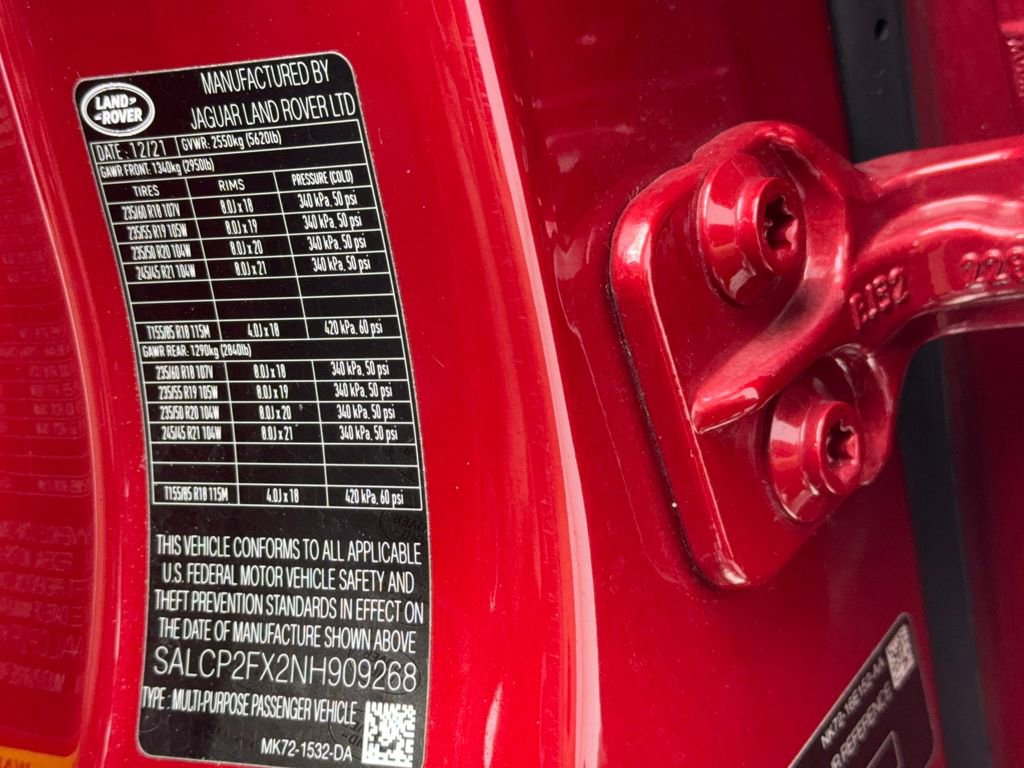 LAND ROVER
MANUFACTURED BY
JAGUAR LAND ROVER LTD
DATE: 12/21 GVWR: 2550kg (5620lb)
GAWR FRONT: 1340kg (2950lb)
TIRES RIMS PRESSURE (COLD)
235/60 R18 107V 8.0J x 18 340 kPa, 50 psi
235/55 R19 105W 8.0J x 19 340 kPa, 50 psi
235/50 R20 104W 8.0J x 20 340 kPa, 50 psi
245/45 R21 104W 8.0J x 21 340 kPa, 50 psi
T155/85 R18 115M 4.0J x 18 420 kPa, 60 psi
GAWR REAR: 1290kg (2840lb)
235/60 R18 107V 8.0J x 18 340 kPa, 50 psi
235/55 R19 105W 8.0J x 19 340 kPa, 50 psi
235/50 R20 104W 8.0J x 20 340 kPa, 50 psi
245/45 R21 104W 8.0J x 21 340 kPa, 50 psi
T155/85 R18 115M 4.0J x 18 420 kPa, 60 psi
THIS VEHICLE CONFORMS TO ALL APPLICABLE
U.S. FEDERAL MOTOR VEHICLE SAFETY AND
THEFT PREVENTION STANDARDS IN EFFECT ON
THE DATE OF MANUFACTURE SHOWN ABOVE
SALCP2FX2NH909268
TYPE : MULTI-PURPOSE PASSENGER VEHICLE
MK72-1532-DA
REFERENCE